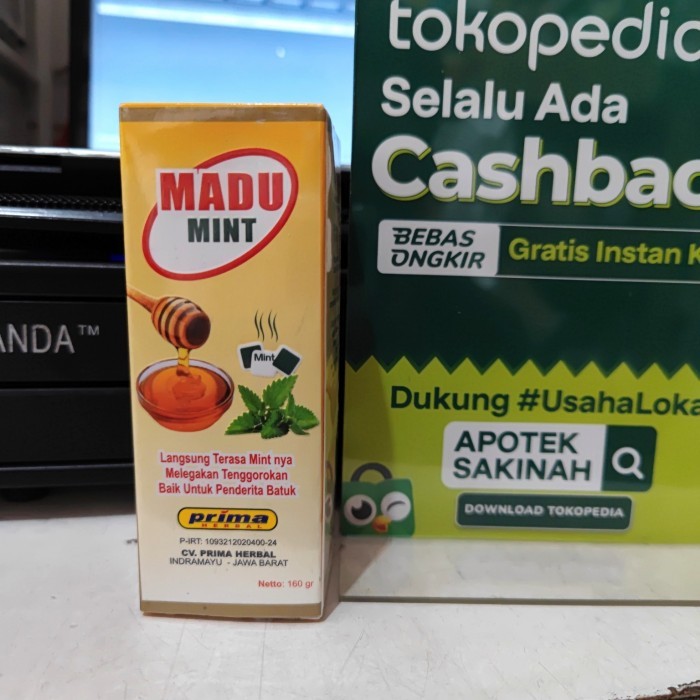 MADU
MINT
Mint
Langsung Terasa Mint nya
Melegakan Tenggorokan
Baik Untuk Penderita Batuk
prima
HERBAL
P-IRT: 1093212020400-24
CV. PRIMA HERBAL
INDRAMAYU - JAWA BARAT
Netto: 160 gr
ANDA™
tokopedia
Selalu Ada
Cashbac
BEBAS
ONGKIR
Gratis Instan K
Dukung #UsahaLoka
APOTEK
SAKINAH
DOWNLOAD TOKOPEDIA